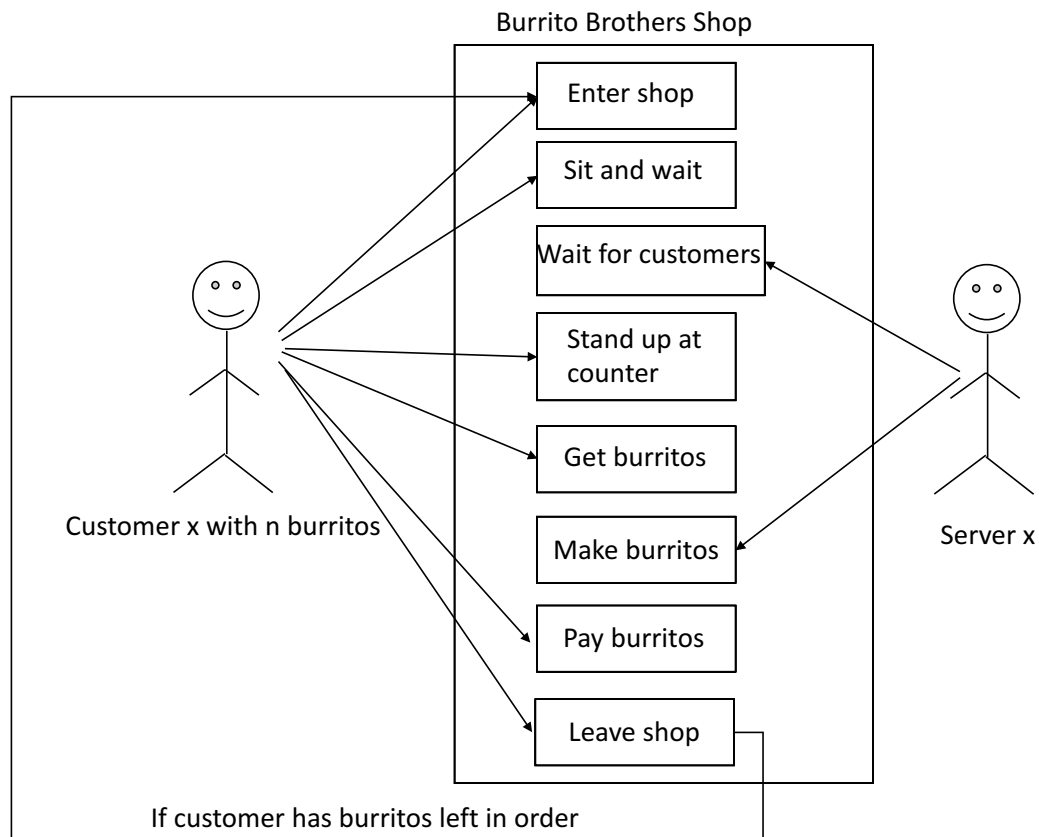 Burrito Brothers Shop
Enter shop
Sit and wait
Wait for customers
Stand up at
counter
Get burritos
Customer x with n burritos
Make burritos
Server x
Pay burritos
Leave shop
If customer has burritos left in order